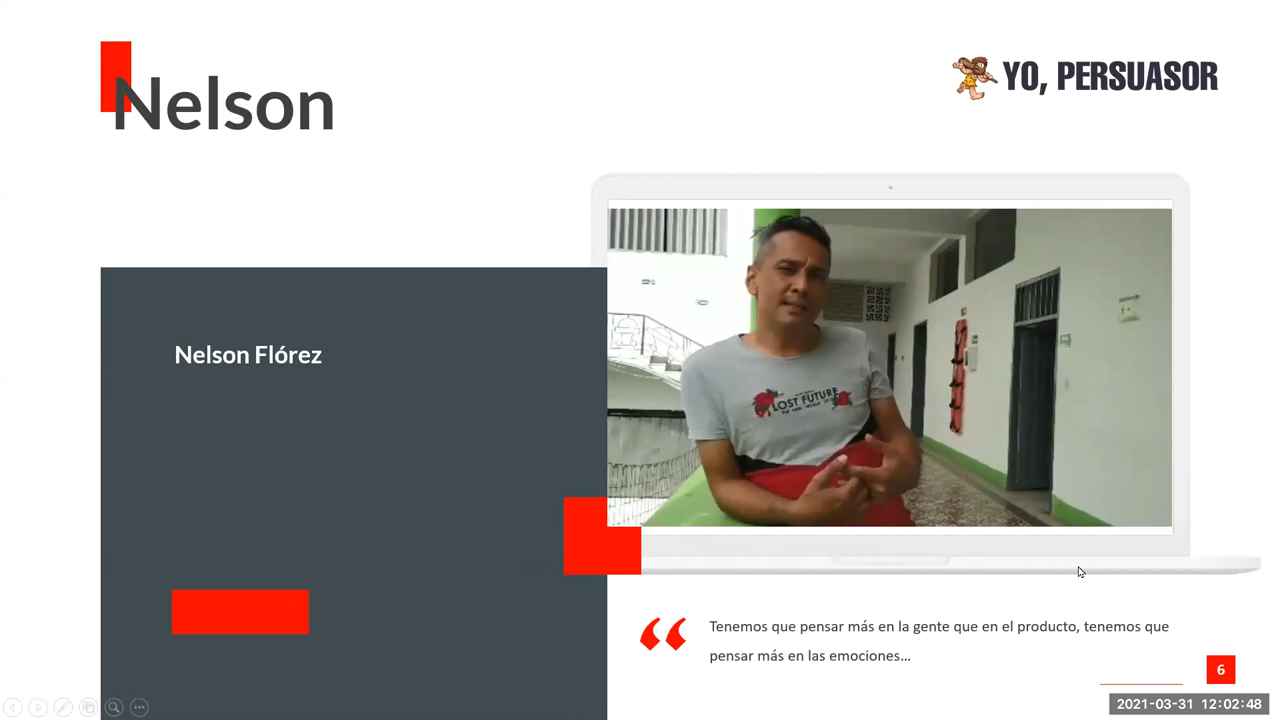 Nelson
YO, PERSUASOR
Nelson Flórez
LOST FUTURE
Tenemos que pensar más en la gente que en el producto, tenemos que
pensar más en las emociones...
6
2021-03-31 12:02:48